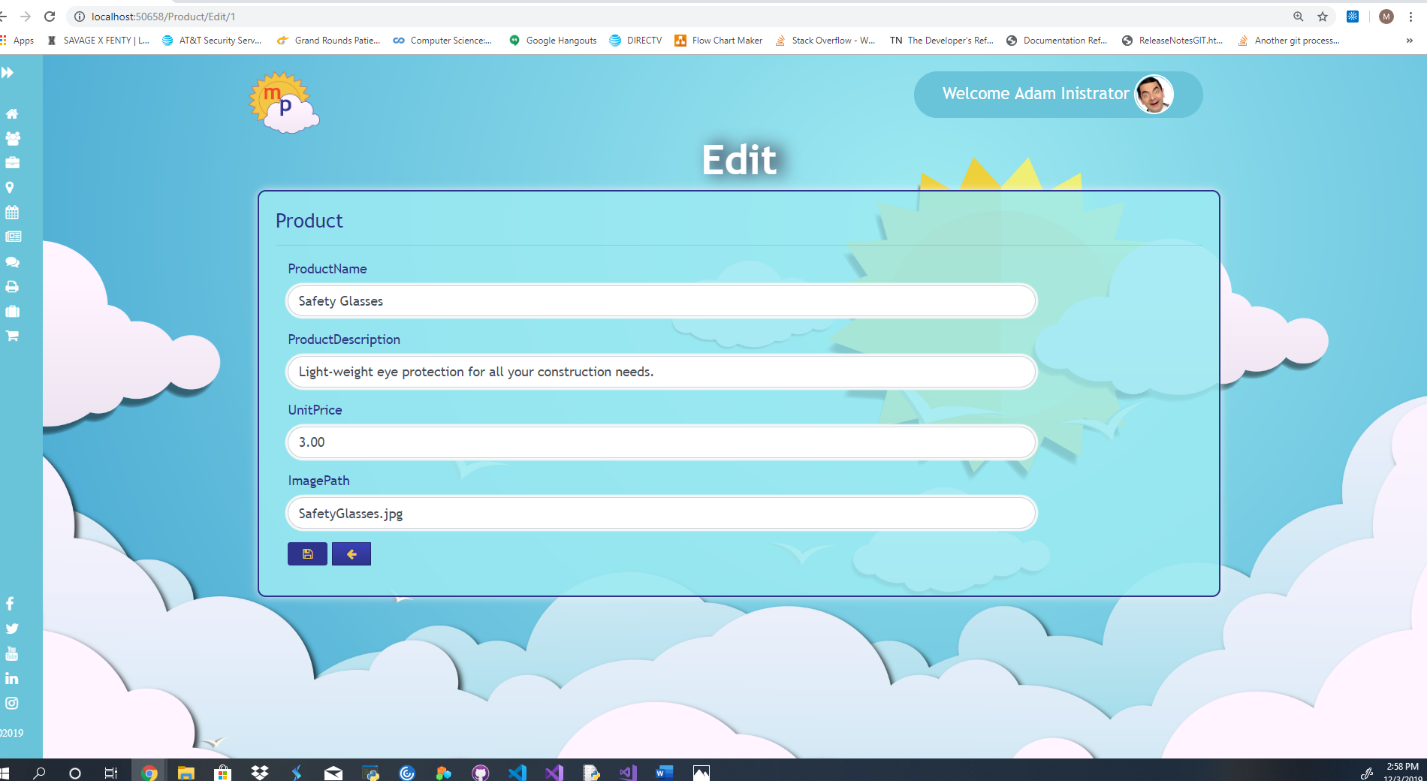 localhost:50658/Product/Edit/1
M
Apps SAVAGE X FENTY | L... AT&T Security Serv... Grand Rounds Patie... Computer Science:... Google Hangouts DIRECTV Flow Chart Maker Stack Overflow - W... TN The Developer's Ref... Documentation Ref... ReleaseNotesGIT.ht... Another git process... »
mp
Welcome Adam Inistrator
Edit
Product
ProductName
Safety Glasses
ProductDescription
Light-weight eye protection for all your construction needs.
UnitPrice
3.00
ImagePath
SafetyGlasses.jpg
2019
2:58 PM
12/3/2019